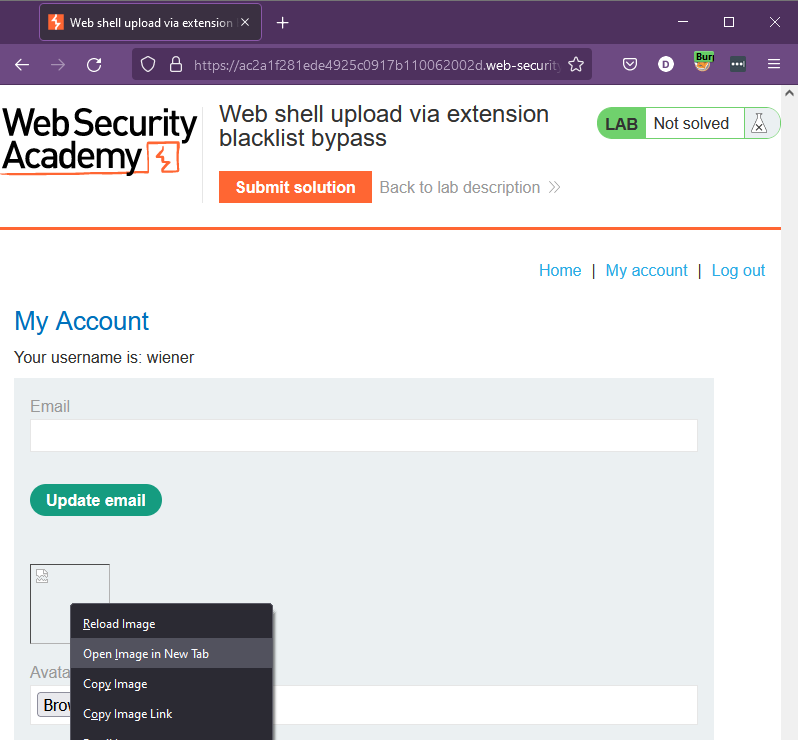 Web shell upload via extension
https://ac2a1f281ede4925c0917b110062002d.web-security
D
Burp
WebSecurity
Academy
Web shell upload via extension
blacklist bypass
LAB Not solved
Submit solution Back to lab description
Home | My account | Log out
My Account
Your username is: wiener
Email
Update email
Reload Image
Open Image in New Tab
Avata
Copy Image
Brow
Copy Image Link